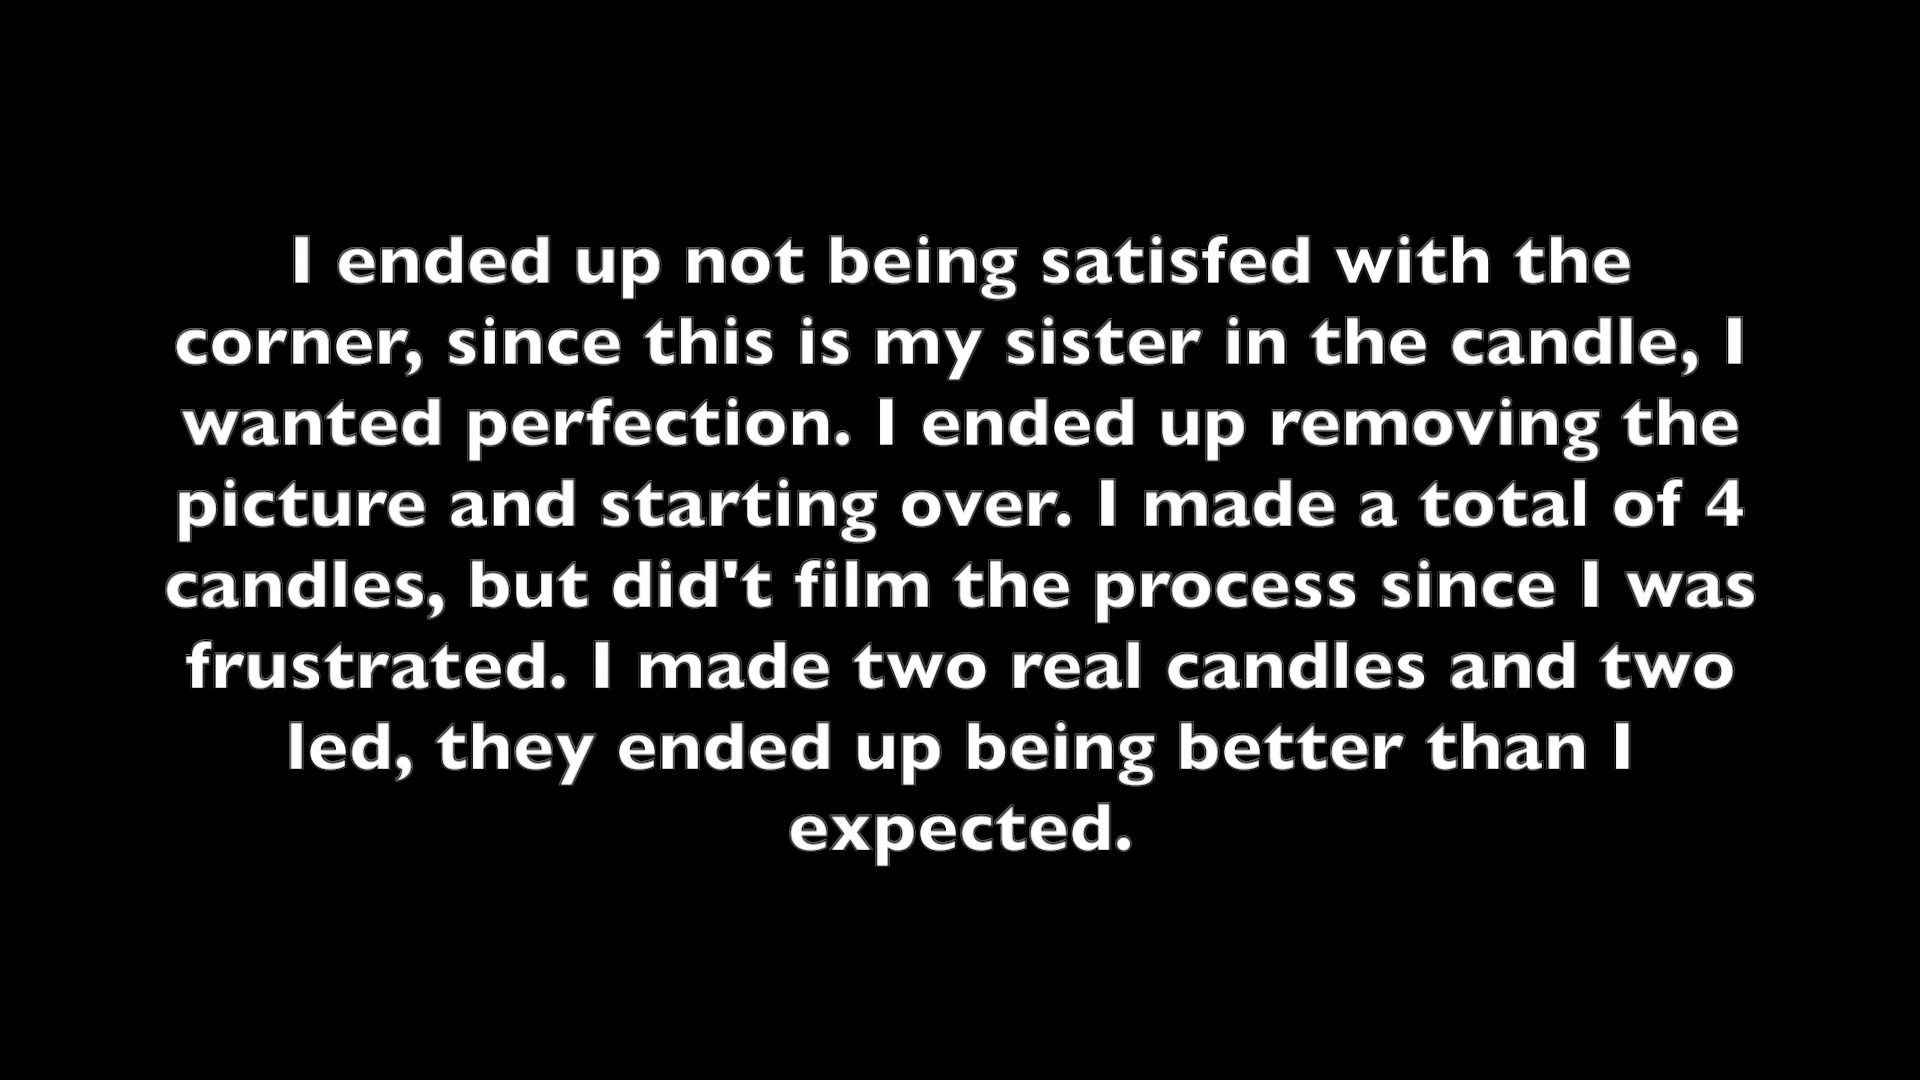 I ended up not being satisfed with the
corner, since this is my sister in the candle, I
wanted perfection. I ended up removing the
picture and starting over. I made a total of 4
candles, but did't film the process since I was
frustrated. I made two real candles and two
led, they ended up being better than I
expected.